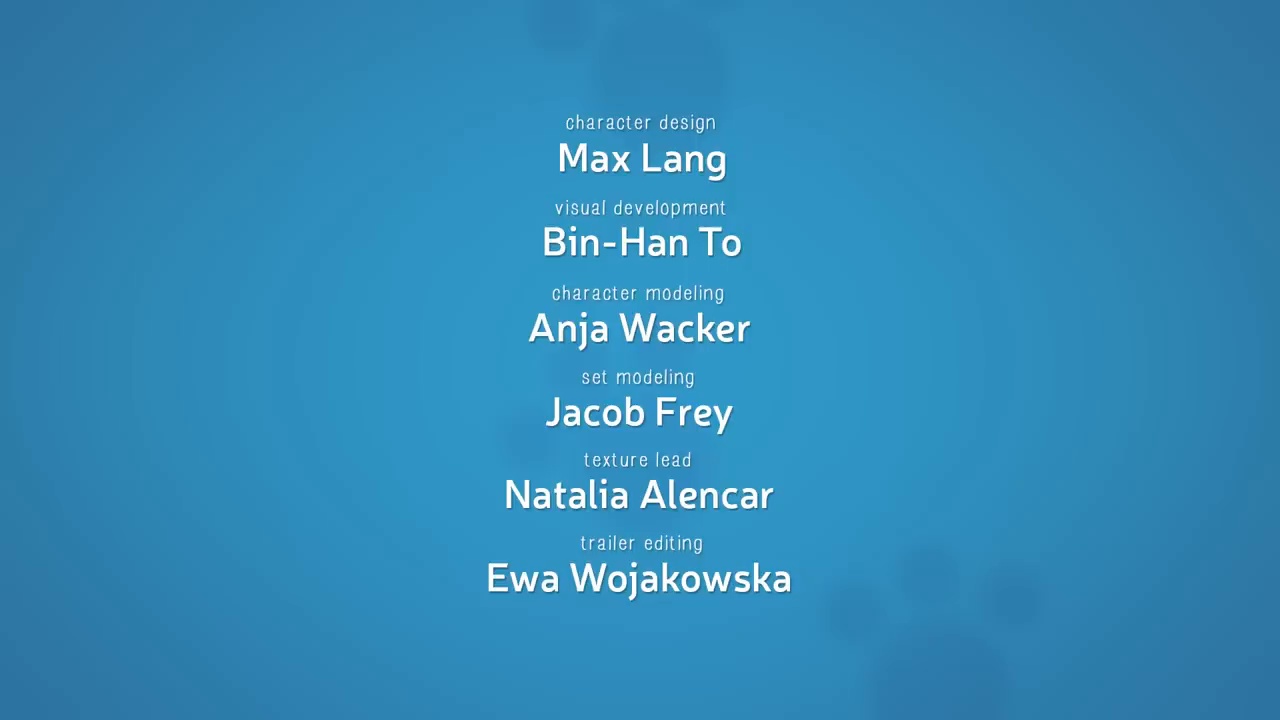 character design
Max Lang
visual development
Bin-Han To
character modeling
Anja Wacker
set modeling
Jacob Frey
texture lead
Natalia Alencar
trailer editing
Ewa Wojakowska